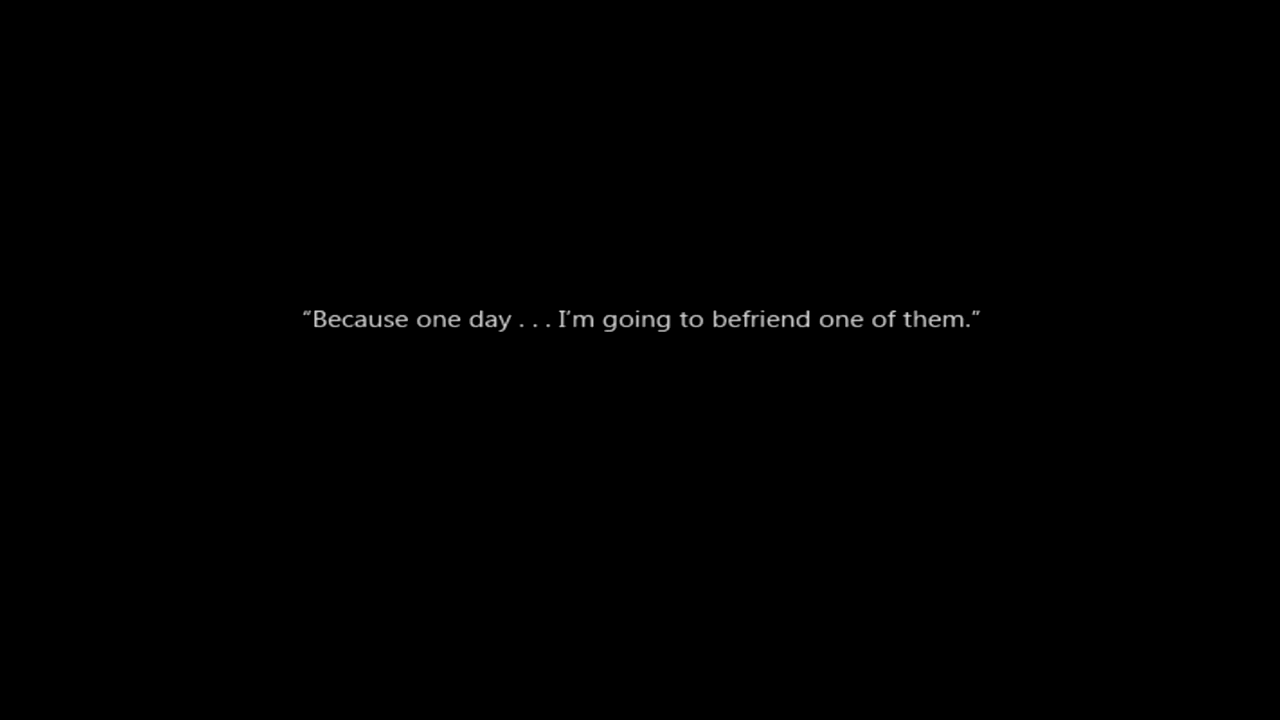 “Because one day . . . I’m going to befriend one of them.”